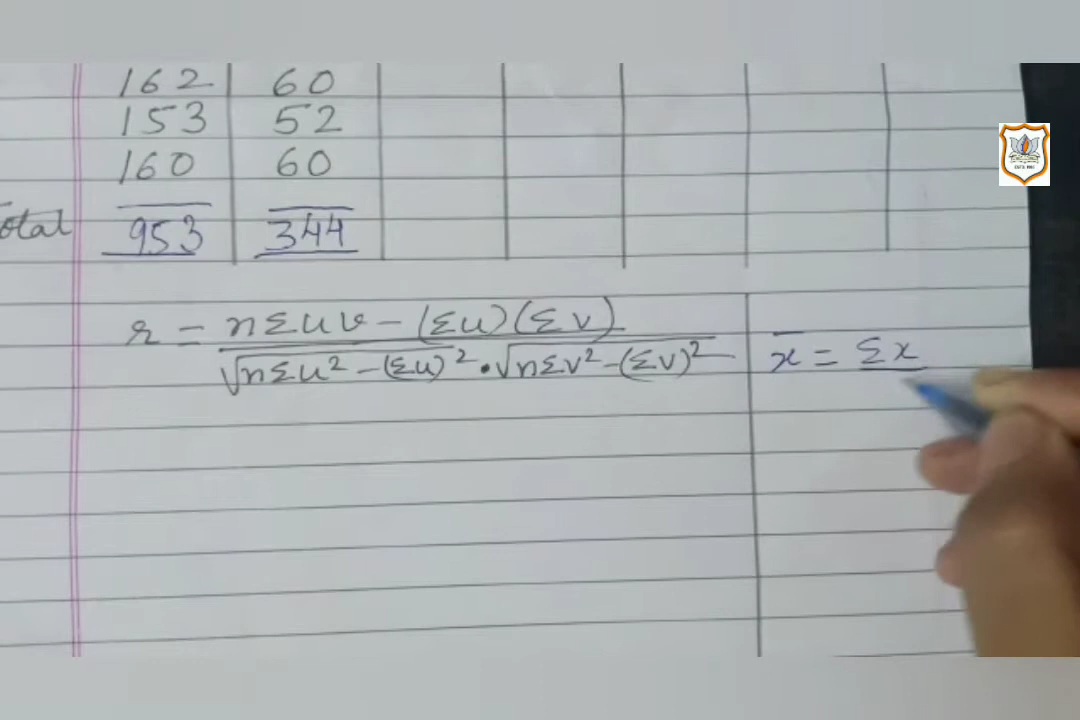 162 60
153 52
160 60
Total 953 344
r = nΣuv - (Σu)(Σv) / √nΣu² - (Σu)² · √nΣv² - (Σv)²
x̄ = Σx